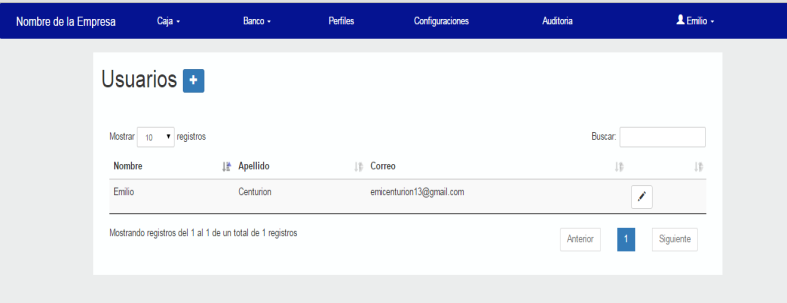 Nombre de la Empresa Caja Banco Perfiles Configuraciones Auditoria Emilio
Usuarios +
Mostrar 10 registros Buscar:
Nombre Apellido Correo
Emilio Centurion emicenturion13@gmail.com
Mostrando registros del 1 al 1 de un total de 1 registros Anterior 1 Siguiente